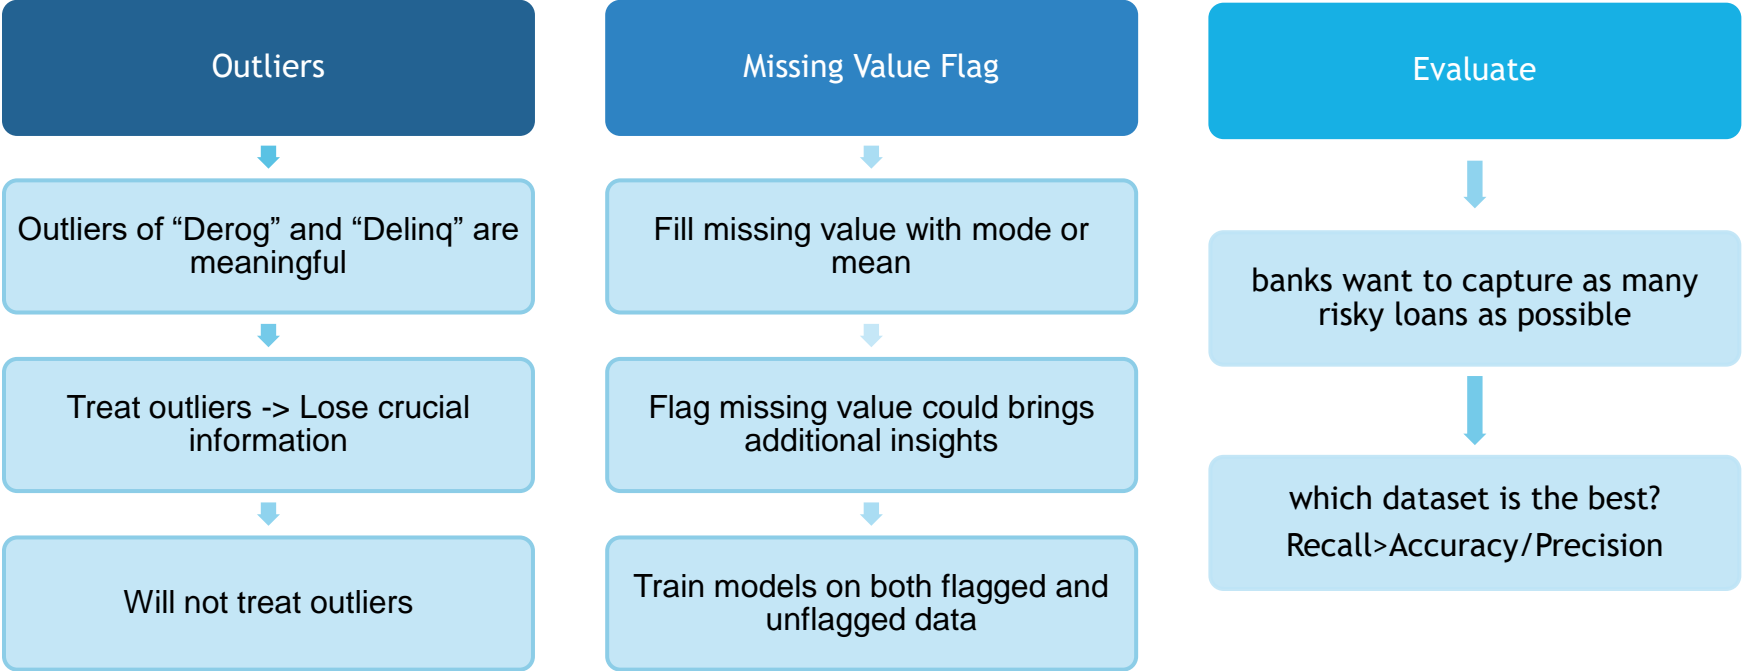 Outliers
Outliers of “Derog” and “Delinq” are
meaningful
Treat outliers -> Lose crucial
information
Will not treat outliers
Missing Value Flag
Fill missing value with mode or
mean
Flag missing value could brings
additional insights
Train models on both flagged and
unflagged data
Evaluate
banks want to capture as many
risky loans as possible
which dataset is the best?
Recall>Accuracy/Precision